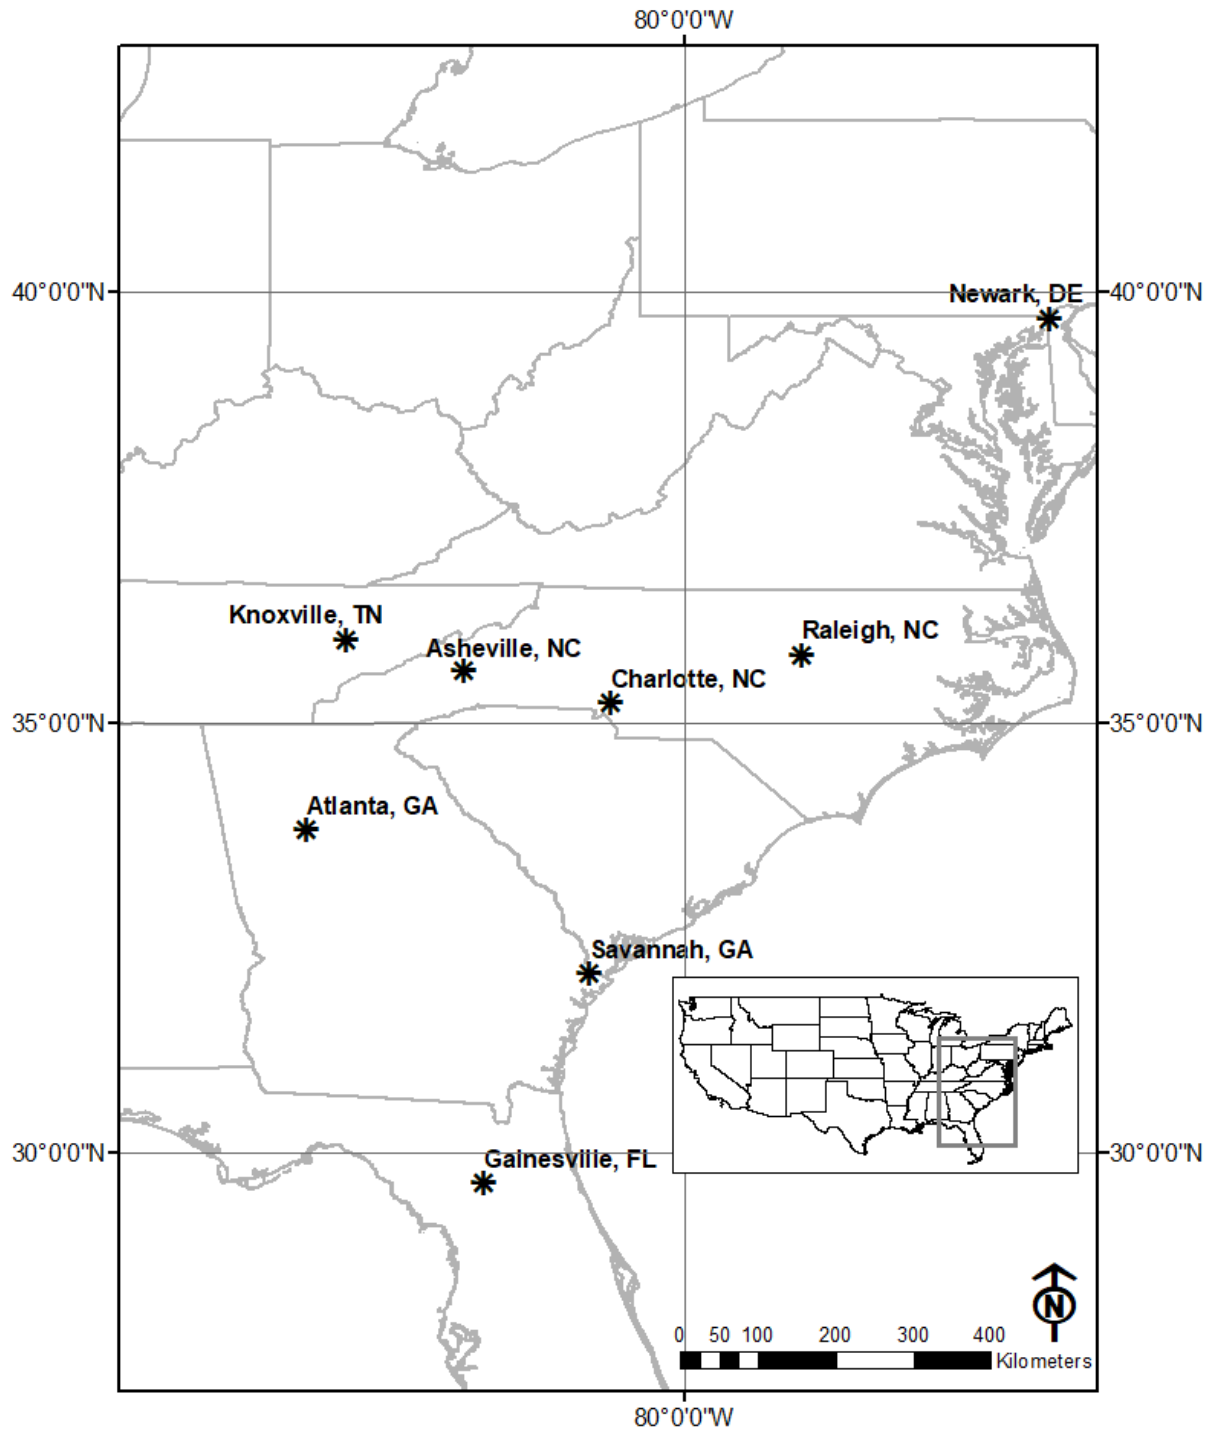 80°0'0"W
40°0'0"N
Newark, DE
40°0'0"N
Knoxville, TN
Raleigh, NC
Asheville, NC
Charlotte, NC
35°0'0"N
35°0'0"N
Atlanta, GA
Savannah, GA
30°0'0"N
Gainesville, FL
30°0'0"N
N
0 50 100 200 300 400
Kilometers
80°0'0"W